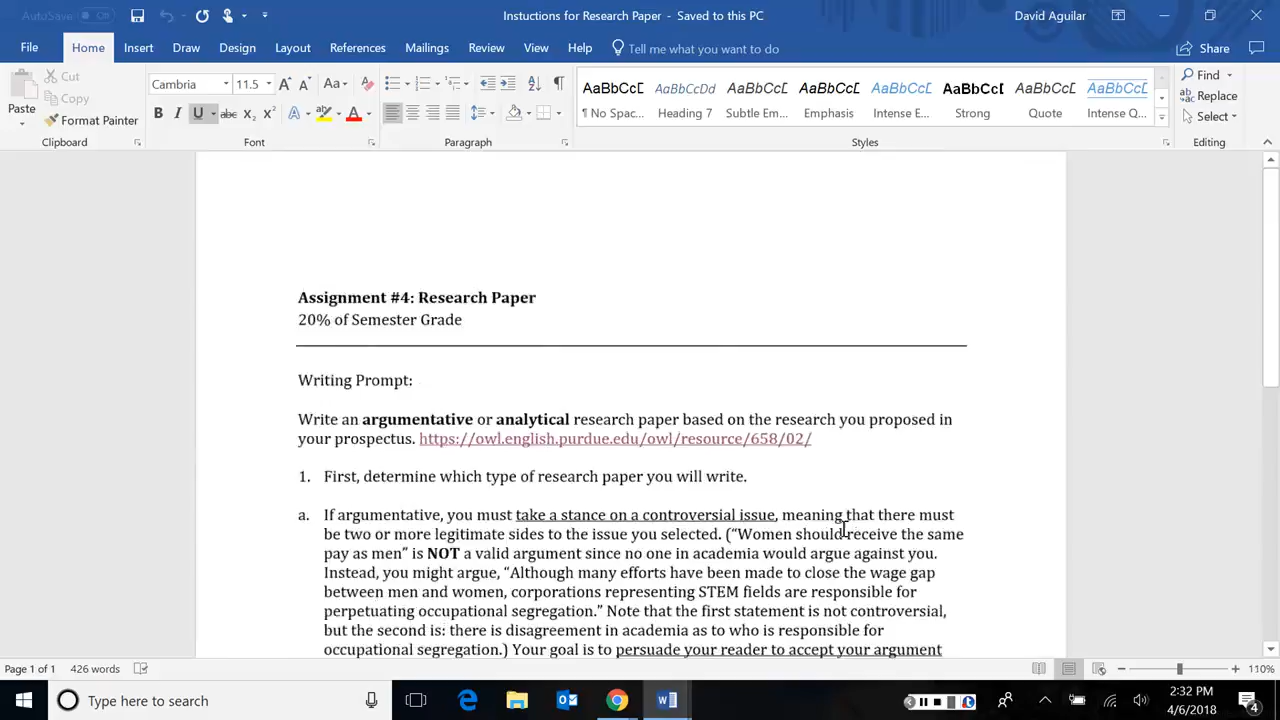 AutoSave Off Instuctions for Research Paper - Saved to this PC David Aguilar
File Home Insert Draw Design Layout References Mailings Review View Help Tell me what you want to do Share
Paste Cut Copy Format Painter
Cambria 11.5 Aa
B I U abc x₂ x² A A
AaBbCcD AaBbCcDd AaBbCcD AaBbCcD AaBbCcD AaBbCcD AaBbCcD AaBbCcD
¶ No Spac... Heading 7 Subtle Em... Emphasis Intense E... Strong Quote Intense Q...
Find
Replace
Select
Clipboard Font Paragraph Styles Editing
Assignment #4: Research Paper
20% of Semester Grade
Writing Prompt:
Write an argumentative or analytical research paper based on the research you proposed in
your prospectus. https://owl.english.purdue.edu/owl/resource/658/02/
1. First, determine which type of research paper you will write.
a. If argumentative, you must take a stance on a controversial issue, meaning that there must
be two or more legitimate sides to the issue you selected. (“Women should receive the same
pay as men” is NOT a valid argument since no one in academia would argue against you.
Instead, you might argue, “Although many efforts have been made to close the wage gap
between men and women, corporations representing STEM fields are responsible for
perpetuating occupational segregation.” Note that the first statement is not controversial,
but the second is: there is disagreement in academia as to who is responsible for
occupational segregation.) Your goal is to persuade your reader to accept your argument
Page 1 of 1 426 words 110%
Type here to search
2:32 PM
4/6/2018
4